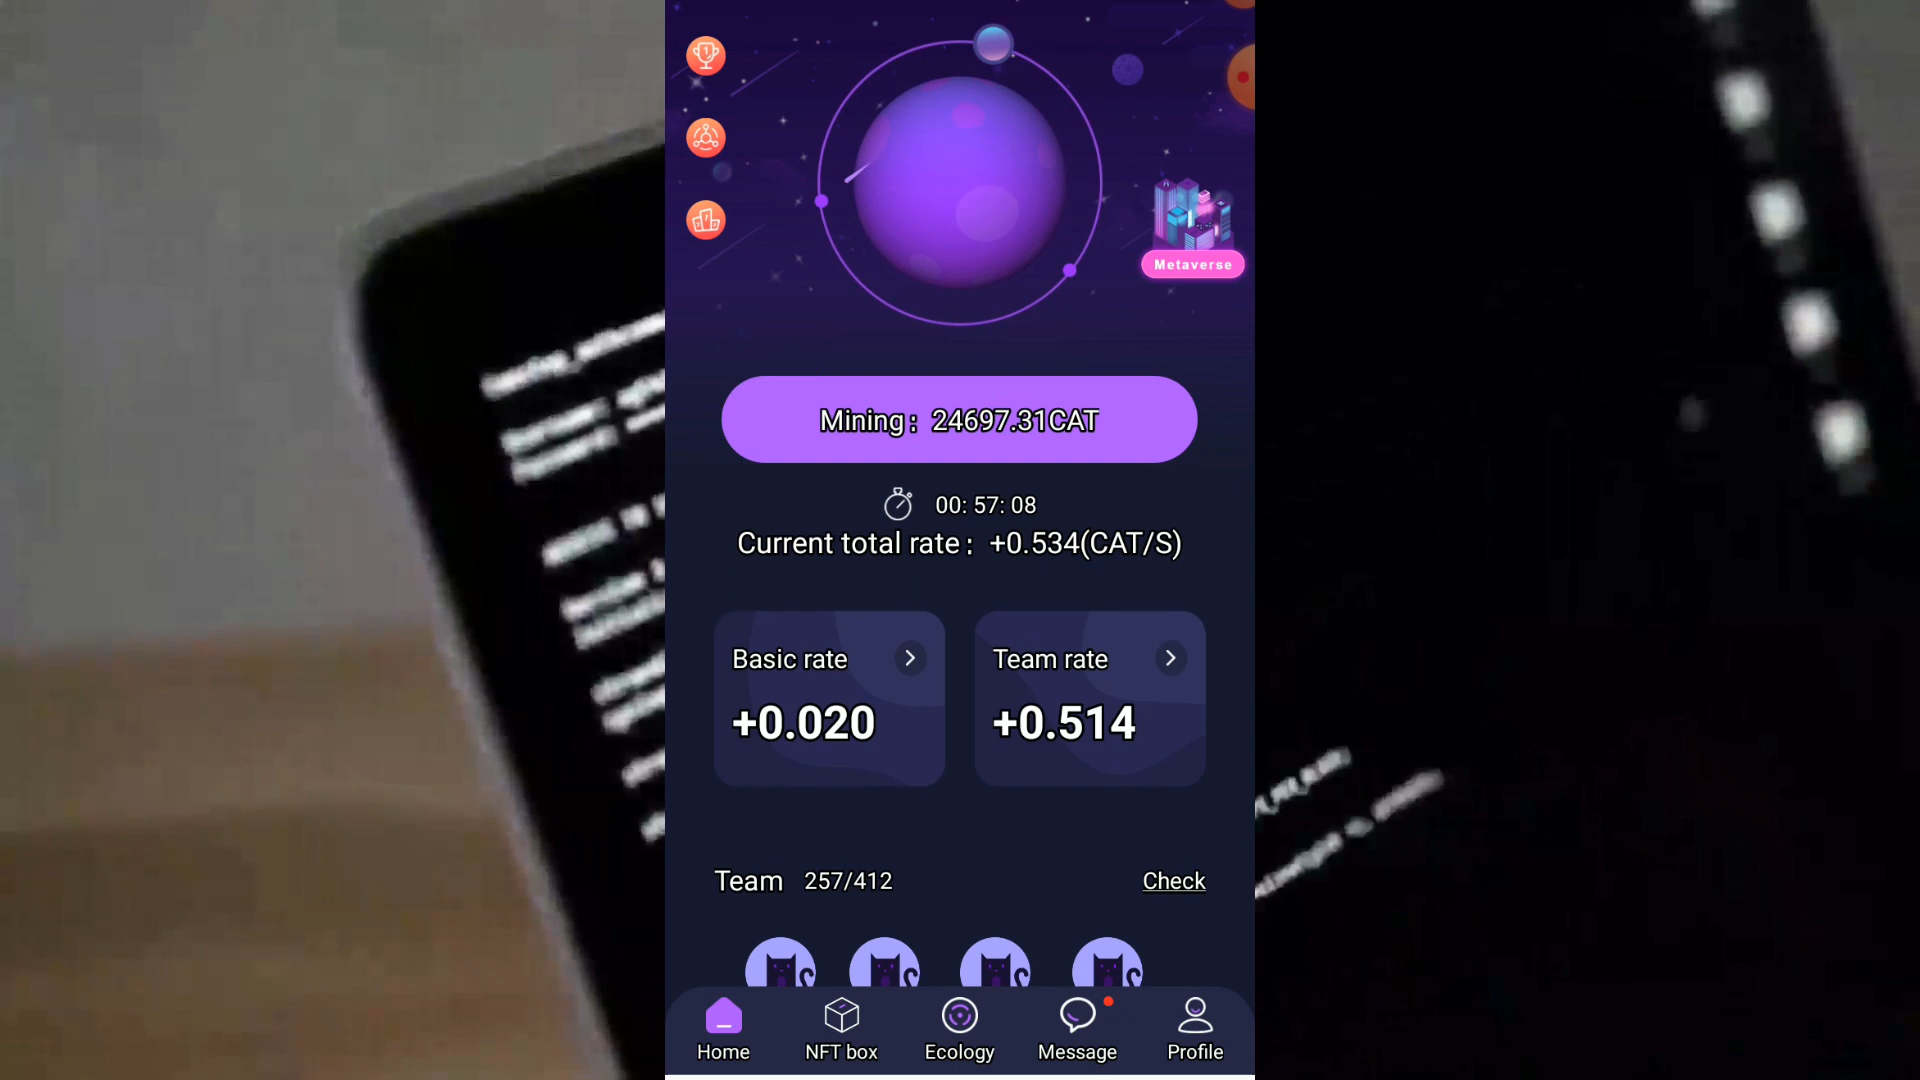 Metaverse
Mining： 24697.31CAT
00: 57: 08
Current total rate： +0.534(CAT/S)
Basic rate
Team rate
+0.020
+0.514
Team 257/412
Check
Home
NFT box
Ecology
Message
Profile